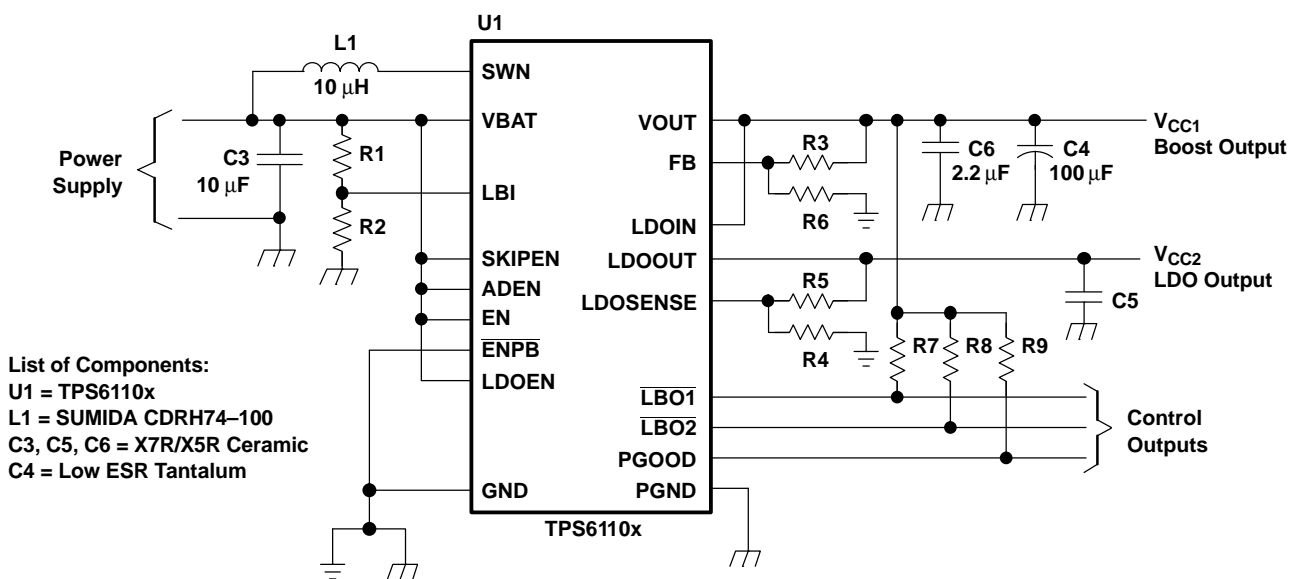 U1
L1
10 μH
SWN
VBAT
Power
Supply
C3
10 μF
R1
LBI
R2
SKIPEN
ADEN
EN
ENPB
LDOEN
GND
VOUT
FB
LDOIN
LDOOUT
LDOSENSE
LBO1
LBO2
PGOOD
PGND
TPS6110x
R3
R6
R5
R4
C6
2.2 μF
C4
100 μF
VCC1
Boost Output
VCC2
LDO Output
C5
R7
R8
R9
Control
Outputs
List of Components:
U1 = TPS6110x
L1 = SUMIDA CDRH74–100
C3, C5, C6 = X7R/X5R Ceramic
C4 = Low ESR Tantalum